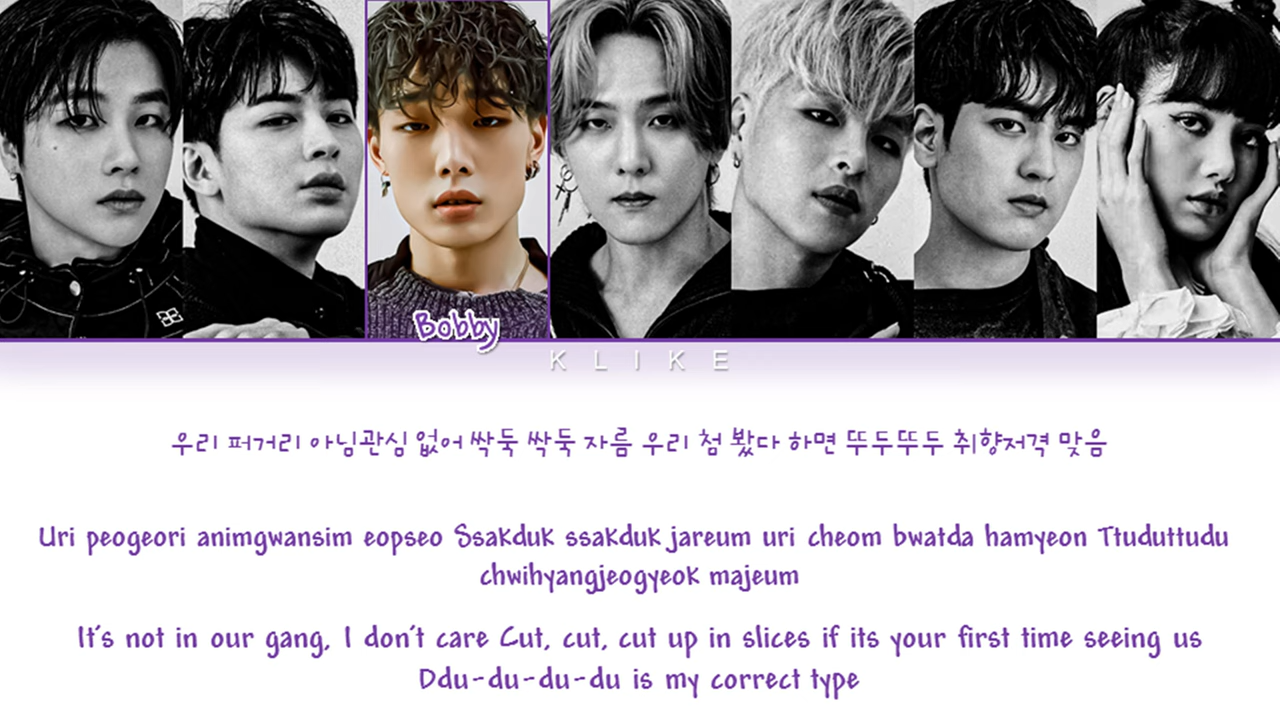 Bobby
KLIKE
우리 퍼거리 아님관심 없어 싹둑 싹둑 자름 우리 첨 봤다 하면 뚜두뚜두 취향저격 맞음
Uri peogeori animgwansim eopseo Ssakduk ssakduk jareum uri cheom bwatda hamyeon Ttuduttudu
chwihyangjeogyeok majeum
It's not in our gang, I don't care Cut, cut, cut up in slices if its your first time seeing us
Ddu-du-du-du is my correct type